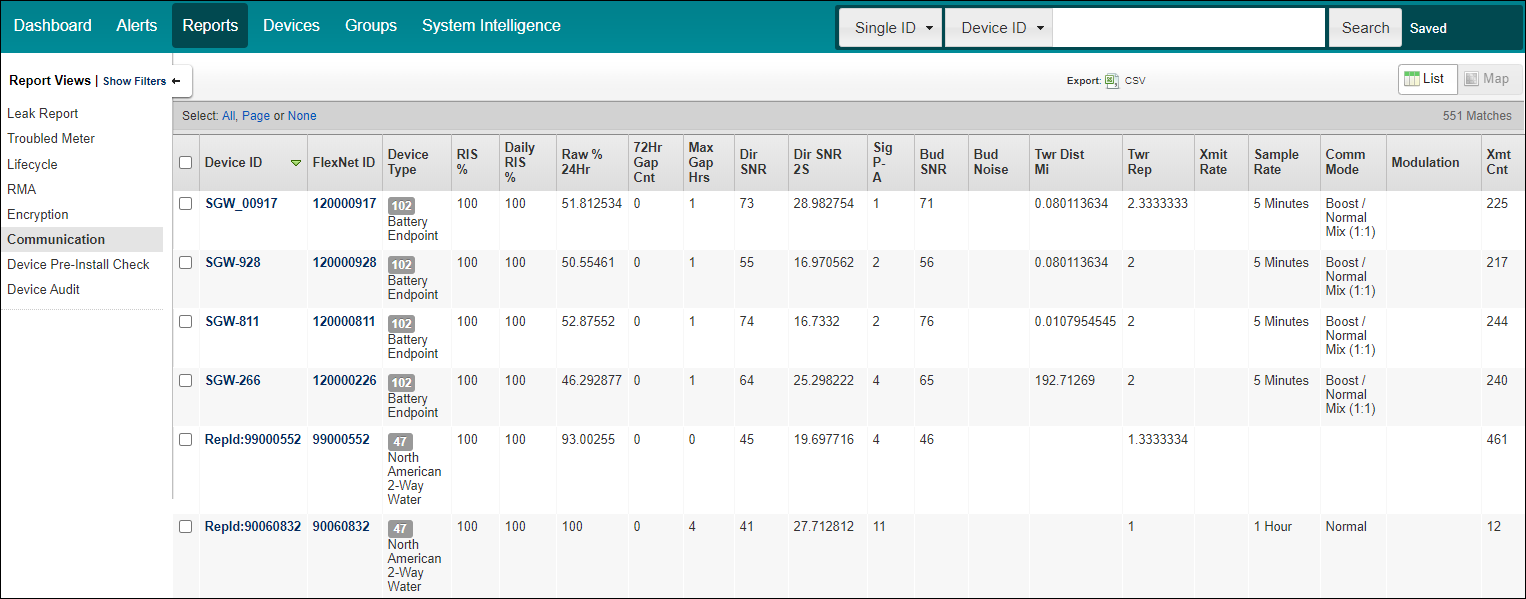 Dashboard Alerts Reports Devices Groups System Intelligence Single ID Device ID Search Saved
Report Views | Show Filters
Export: CSV List Map
Leak Report
Troubled Meter
Lifecycle
RMA
Encryption
Communication
Device Pre-Install Check
Device Audit
Select: All, Page or None 551 Matches
Device ID FlexNet ID Device Type RIS % Daily RIS % Raw % 24Hr 72Hr Gap Cnt Max Gap Hrs Dir SNR Dir SNR 2S Sig P-A Bud SNR Bud Noise Twr Dist Mi Twr Rep Xmit Rate Sample Rate Comm Mode Modulation Xmt Cnt
SGW_00917 120000917 102 Battery Endpoint 100 100 51.812534 0 1 73 28.982754 1 71 0.080113634 2.3333333 5 Minutes Boost / Normal Mix (1:1) 225
SGW-928 120000928 102 Battery Endpoint 100 100 50.55461 0 1 55 16.970562 2 56 0.080113634 2 5 Minutes Boost / Normal Mix (1:1) 217
SGW-811 120000811 102 Battery Endpoint 100 100 52.87552 0 1 74 16.7332 2 76 0.0107954545 2 5 Minutes Boost / Normal Mix (1:1) 244
SGW-266 120000226 102 Battery Endpoint 100 100 46.292877 0 1 64 25.298222 4 65 192.71269 2 5 Minutes Boost / Normal Mix (1:1) 240
RepId:99000552 99000552 47 North American 2-Way Water 100 100 93.00255 0 0 45 19.697716 4 46 1.3333334 461
RepId:90060832 90060832 47 North American 2-Way Water 100 100 100 0 4 41 27.712812 11 1 1 Hour Normal 12